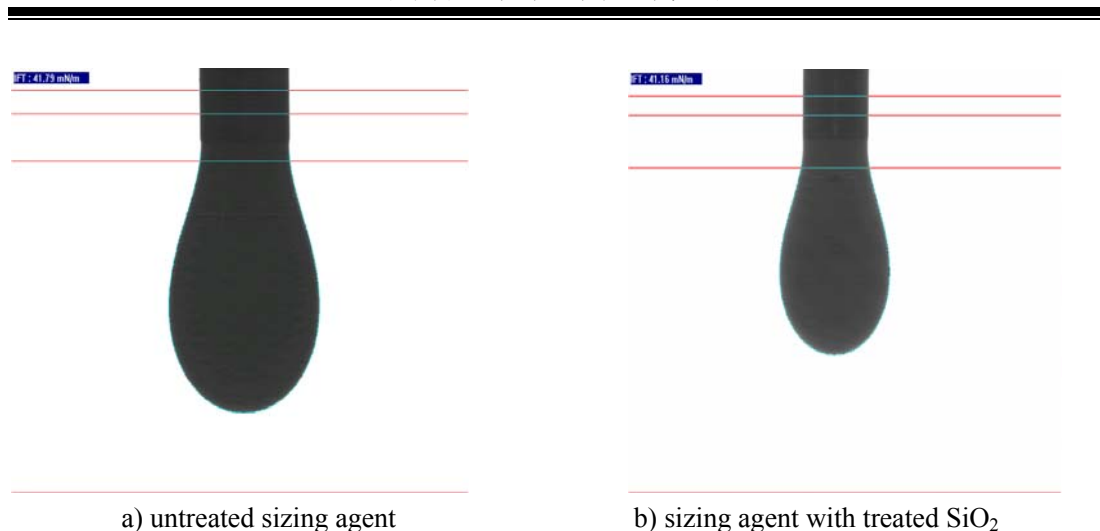 IFT : 41.79 mN/m
IFT : 41.16 mN/m
a) untreated sizing agent
b) sizing agent with treated SiO₂